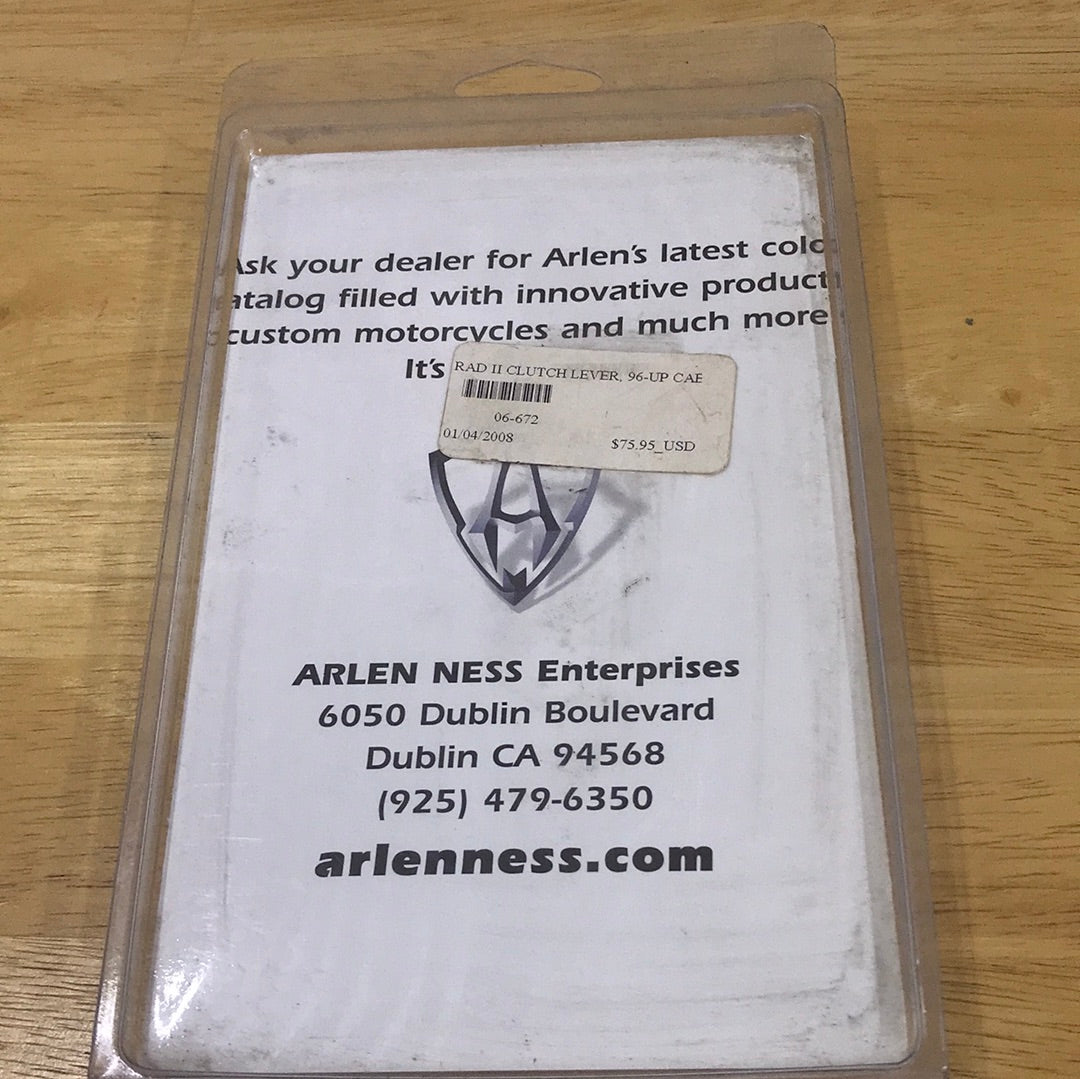 Ask your dealer for Arlen's latest colo
atalog filled with innovative product
custom motorcycles and much more
It's
RAD II CLUTCH LEVER, 96-UP CAE
06-672
01/04/2008 $75.95_USD
ARLEN NESS Enterprises
6050 Dublin Boulevard
Dublin CA 94568
(925) 479-6350
arlenness.com